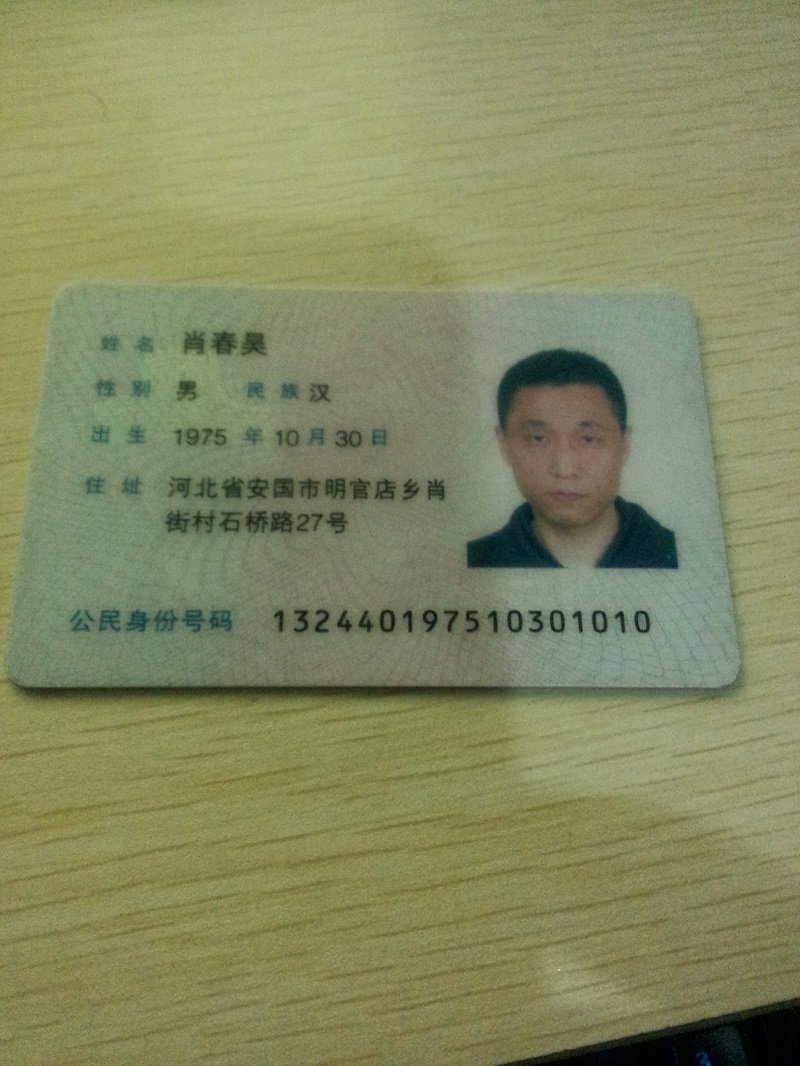 姓名 肖春昊
性别 男 民族 汉
出生 1975 年 10 月 30 日
住址 河北省安国市明官店乡肖
街村石桥路27号
公民身份号码 132440197510301010